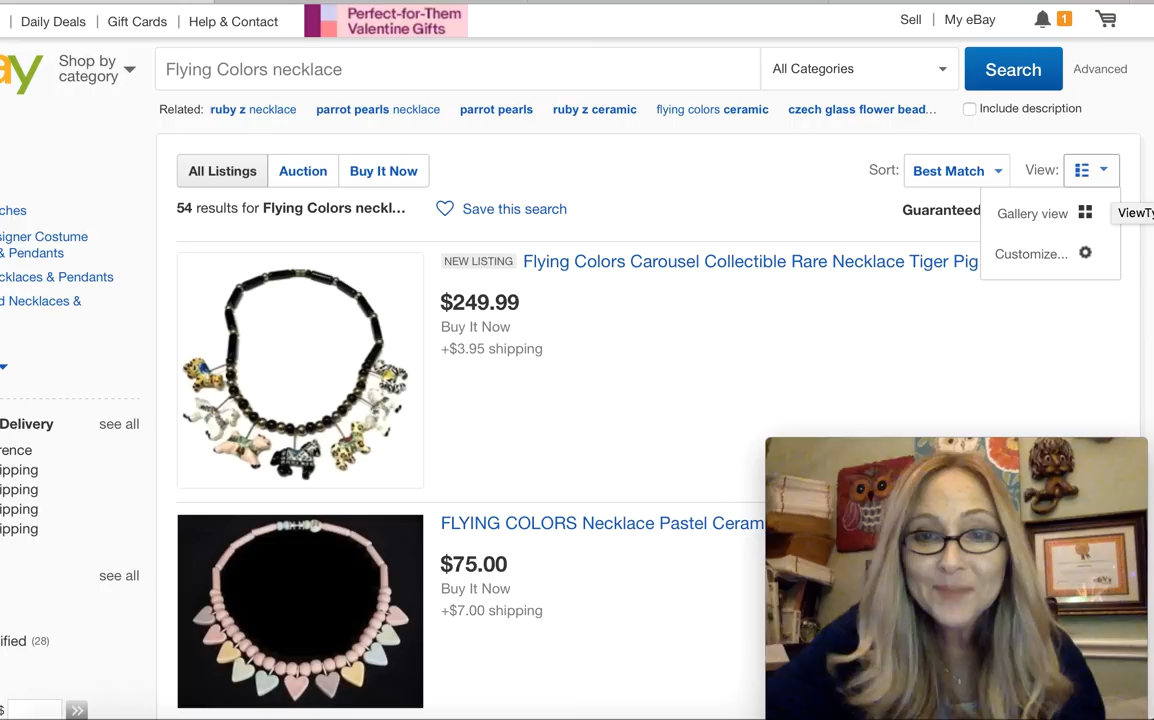 Daily Deals | Gift Cards | Help & Contact
Perfect-for-Them
Valentine Gifts
Sell | My eBay
1
ay
Shop by
category
Flying Colors necklace
All Categories
Search
Advanced
Related: ruby z necklace parrot pearls necklace parrot pearls ruby z ceramic flying colors ceramic czech glass flower bead...
Include description
All Listings Auction Buy It Now
Sort: Best Match View:
54 results for Flying Colors neckl...
Save this search
Guaranteed
Gallery view
Customize...
ViewTy
ches
signer Costume
& Pendants
cklaces & Pendants
d Necklaces &
Delivery see all
rence
ipping
ipping
ipping
ipping
see all
ified (28)
$
NEW LISTING Flying Colors Carousel Collectible Rare Necklace Tiger Pig
$249.99
Buy It Now
+$3.95 shipping
FLYING COLORS Necklace Pastel Ceram
$75.00
Buy It Now
+$7.00 shipping